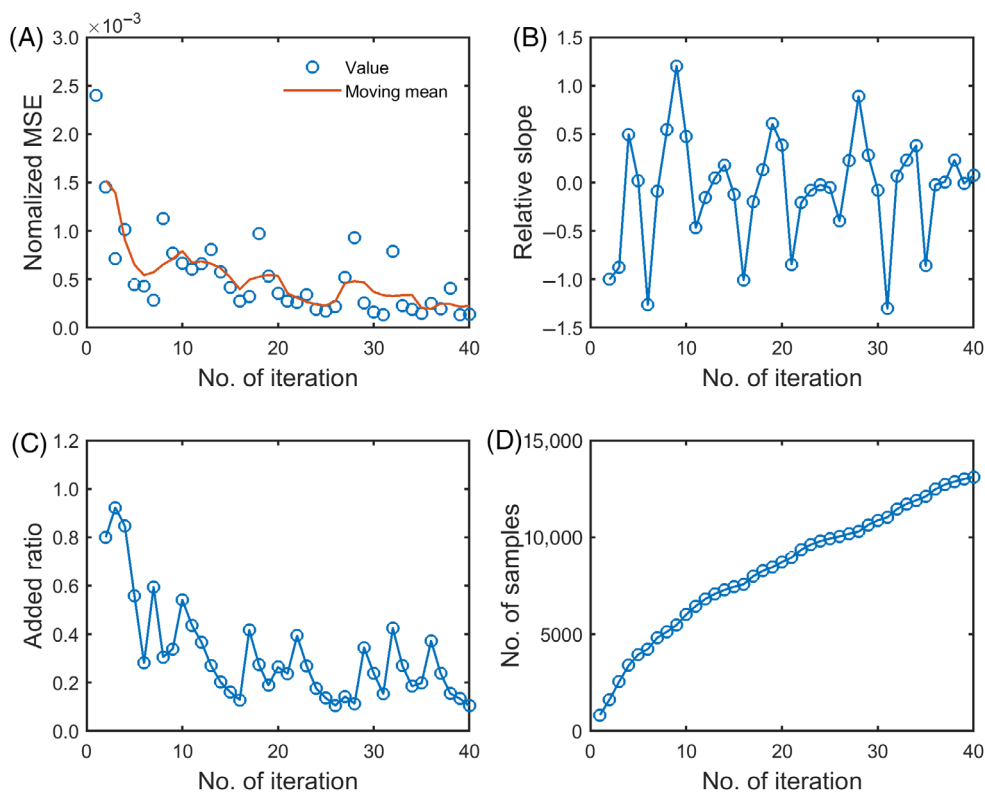 (A)
×10⁻³
3.0
2.5
2.0
1.5
1.0
0.5
0.0
Nomalized MSE
Value
Moving mean
0 10 20 30 40
No. of iteration
(B)
1.5
1.0
0.5
0.0
–0.5
–1.0
–1.5
Relative slope
0 10 20 30 40
No. of iteration
(C)
1.2
1.0
0.8
0.6
0.4
0.2
0.0
Added ratio
0 10 20 30 40
No. of iteration
(D)
15,000
10,000
5000
0
No. of samples
0 10 20 30 40
No. of iteration